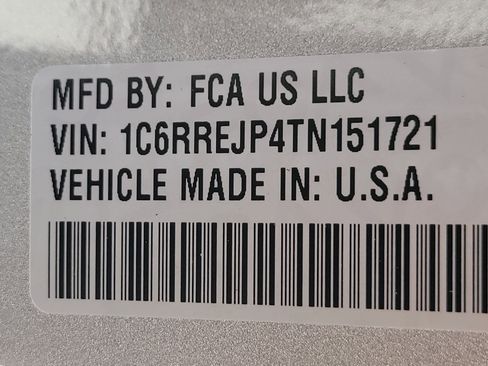 MFD BY: FCA US LLC
VIN: 1C6RREJP4TN151721
VEHICLE MADE IN: U.S.A.